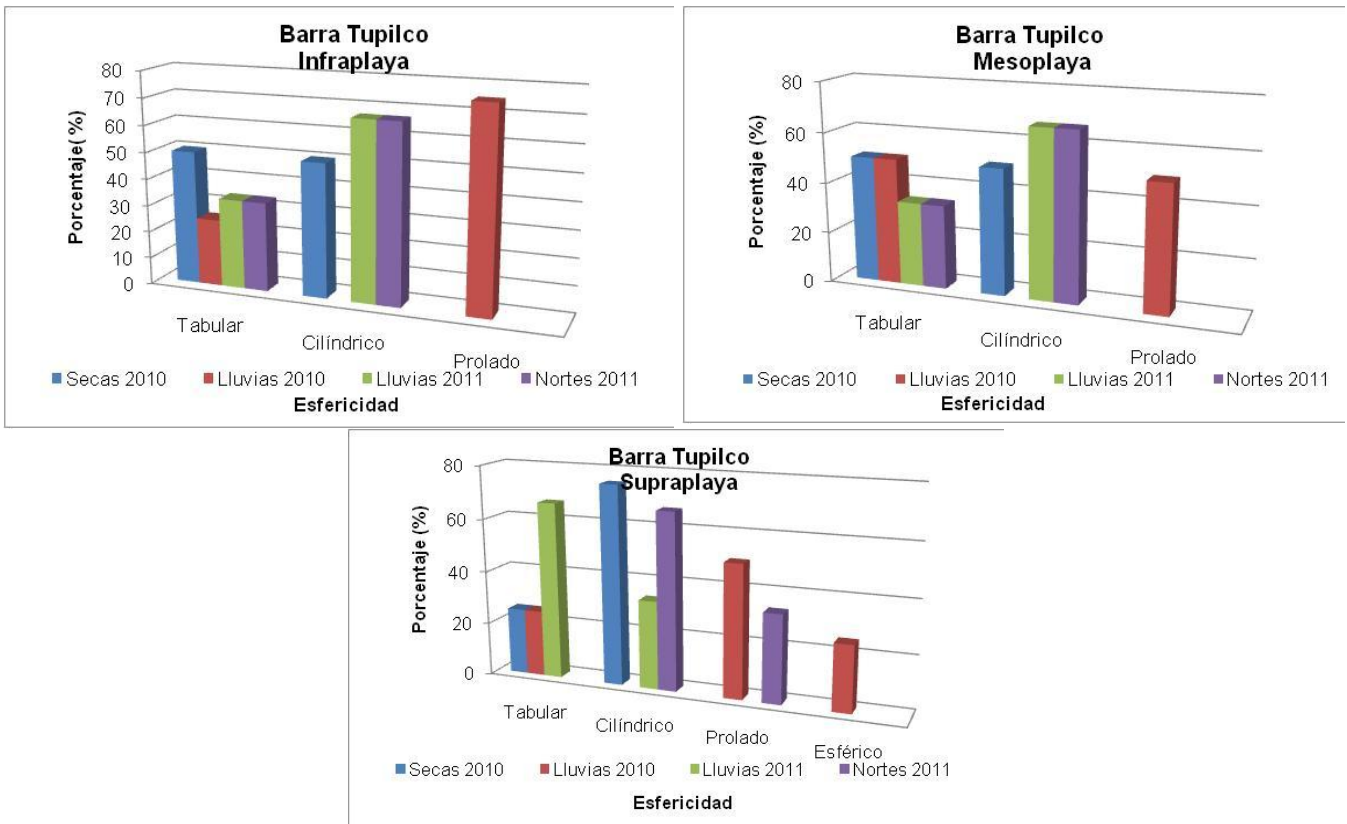 Barra Tupilco
Infraplaya
Porcentaje(%)
80
70
60
50
40
30
20
10
0
Tabular
Cilíndrico
Prolado
Secas 2010 Lluvias 2010 Lluvias 2011 Nortes 2011
Esfericidad
Barra Tupilco
Mesoplaya
Porcentaje (%)
80
60
40
20
0
Tabular
Cilíndrico
Prolado
Secas 2010 Lluvias 2010 Lluvias 2011 Nortes 2011
Esfericidad
Barra Tupilco
Supraplaya
Porcentaje (%)
80
60
40
20
0
Tabular
Cilíndrico
Prolado
Esférico
Secas 2010 Lluvias 2010 Lluvias 2011 Nortes 2011
Esfericidad